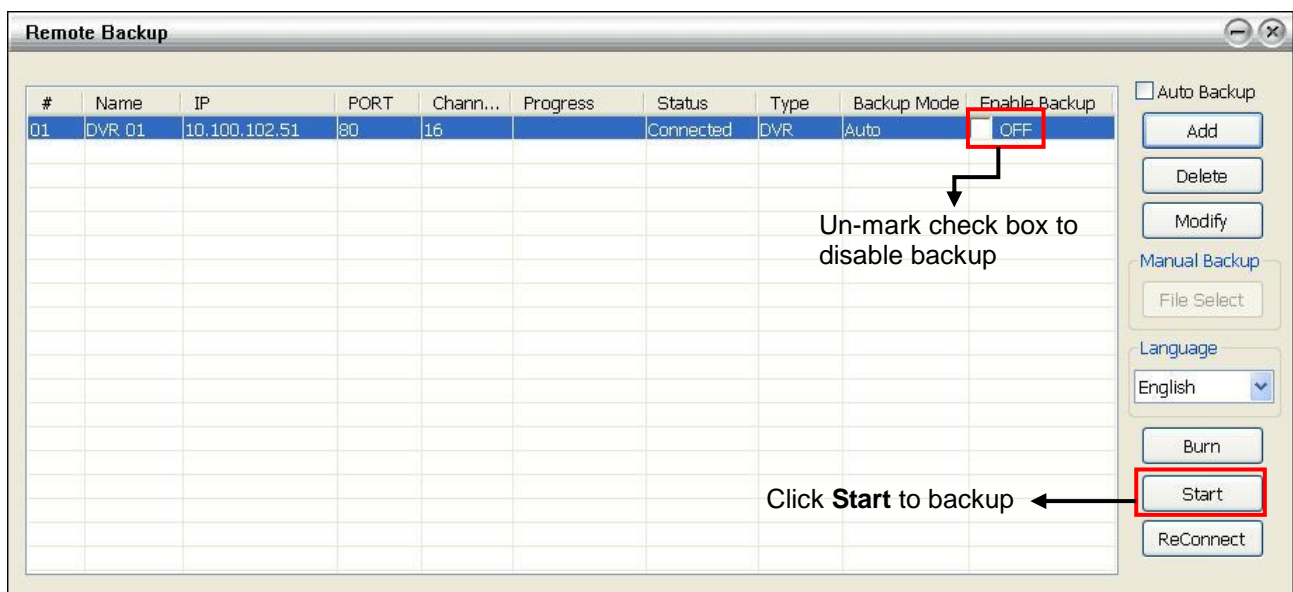 Remote Backup
# Name IP PORT Chann... Progress Status Type Backup Mode Enable Backup
01 DVR 01 10.100.102.51 80 16 Connected DVR Auto OFF
Un-mark check box to
disable backup
Click Start to backup
Auto Backup
Add
Delete
Modify
Manual Backup
File Select
Language
English
Burn
Start
ReConnect